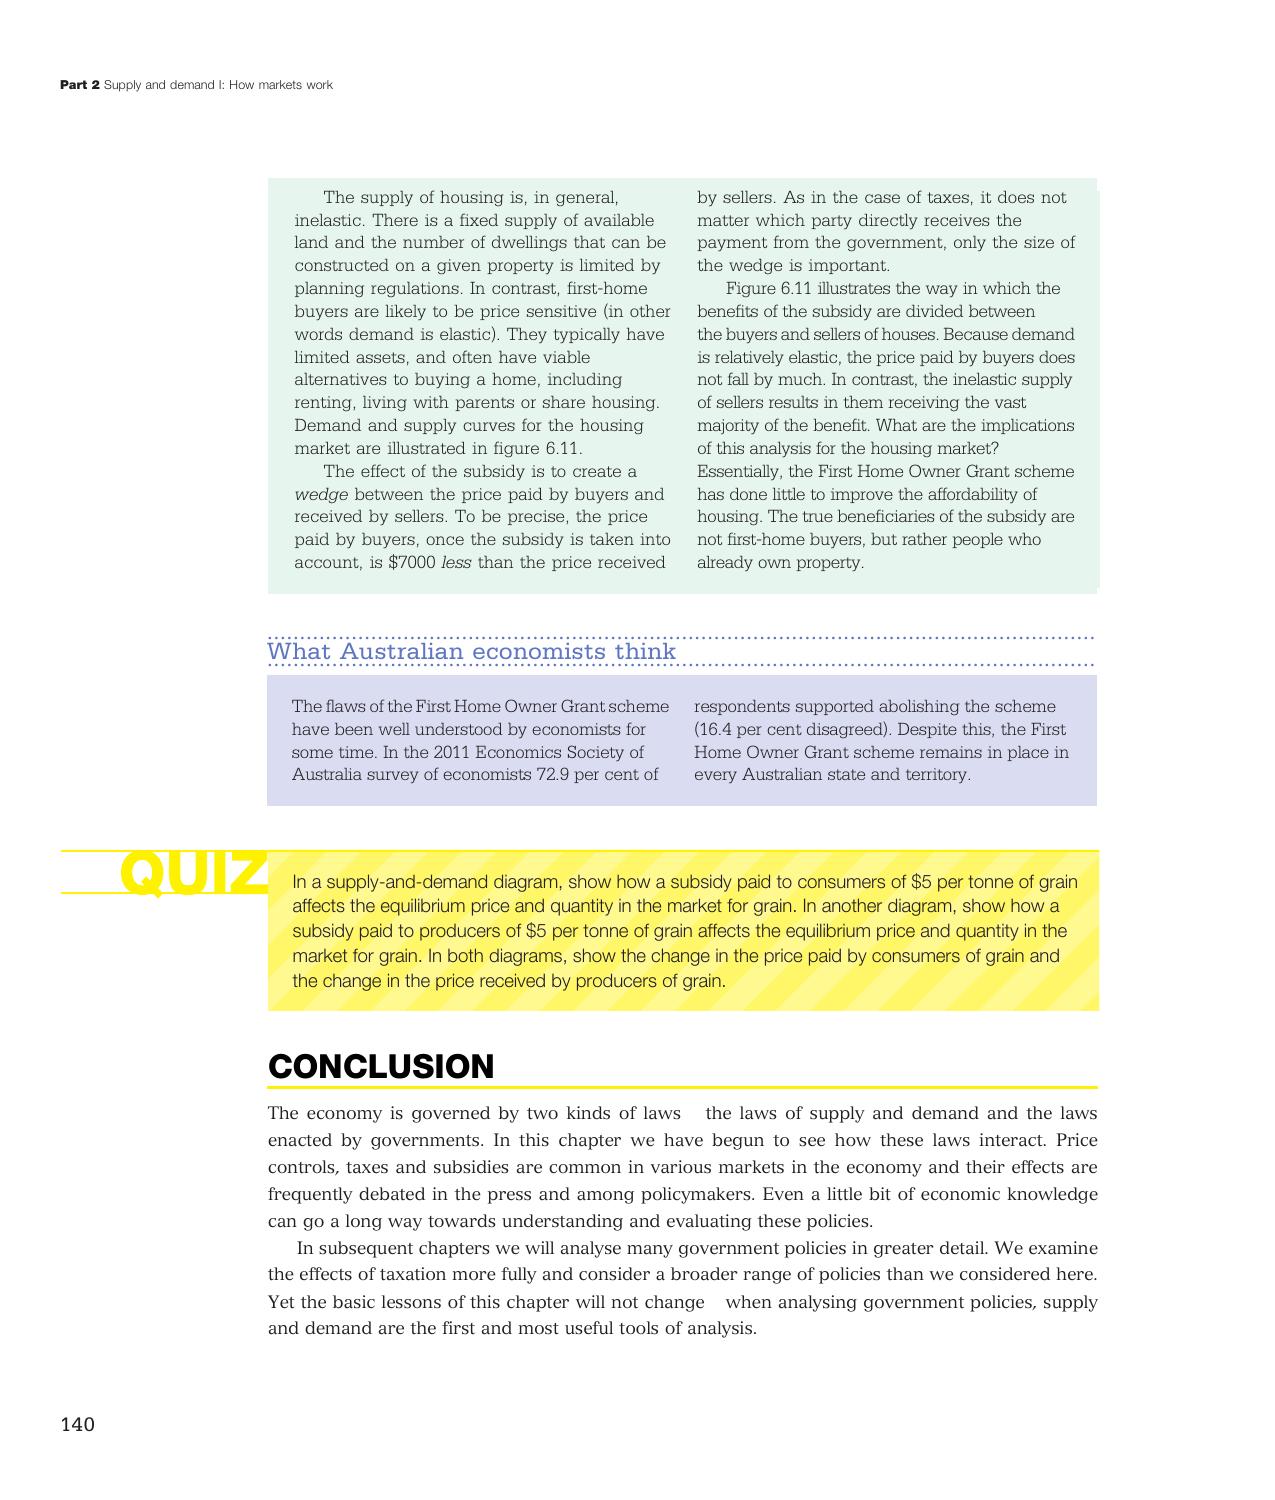 Part 2 Supply and demand I: How markets work
The supply of housing is, in general,
inelastic. There is a fixed supply of available
land and the number of dwellings that can be
constructed on a given property is limited by
planning regulations. In contrast, first-home
buyers are likely to be price sensitive (in other
words demand is elastic). They typically have
limited assets, and often have viable
alternatives to buying a home, including
renting, living with parents or share housing.
Demand and supply curves for the housing
market are illustrated in figure 6.11.
The effect of the subsidy is to create a
wedge between the price paid by buyers and
received by sellers. To be precise, the price
paid by buyers, once the subsidy is taken into
account, is $7000 less than the price received
by sellers. As in the case of taxes, it does not
matter which party directly receives the
payment from the government, only the size of
the wedge is important.
Figure 6.11 illustrates the way in which the
benefits of the subsidy are divided between
the buyers and sellers of houses. Because demand
is relatively elastic, the price paid by buyers does
not fall by much. In contrast, the inelastic supply
of sellers results in them receiving the vast
majority of the benefit. What are the implications
of this analysis for the housing market?
Essentially, the First Home Owner Grant scheme
has done little to improve the affordability of
housing. The true beneficiaries of the subsidy are
not first-home buyers, but rather people who
already own property.
What Australian economists think
The flaws of the First Home Owner Grant scheme
have been well understood by economists for
some time. In the 2011 Economics Society of
Australia survey of economists 72.9 per cent of
respondents supported abolishing the scheme
(16.4 per cent disagreed). Despite this, the First
Home Owner Grant scheme remains in place in
every Australian state and territory.
QUIZ
In a supply-and-demand diagram, show how a subsidy paid to consumers of $5 per tonne of grain
affects the equilibrium price and quantity in the market for grain. In another diagram, show how a
subsidy paid to producers of $5 per tonne of grain affects the equilibrium price and quantity in the
market for grain. In both diagrams, show the change in the price paid by consumers of grain and
the change in the price received by producers of grain.
CONCLUSION
The economy is governed by two kinds of laws the laws of supply and demand and the laws
enacted by governments. In this chapter we have begun to see how these laws interact. Price
controls, taxes and subsidies are common in various markets in the economy and their effects are
frequently debated in the press and among policymakers. Even a little bit of economic knowledge
can go a long way towards understanding and evaluating these policies.
In subsequent chapters we will analyse many government policies in greater detail. We examine
the effects of taxation more fully and consider a broader range of policies than we considered here.
Yet the basic lessons of this chapter will not change when analysing government policies, supply
and demand are the first and most useful tools of analysis.
140